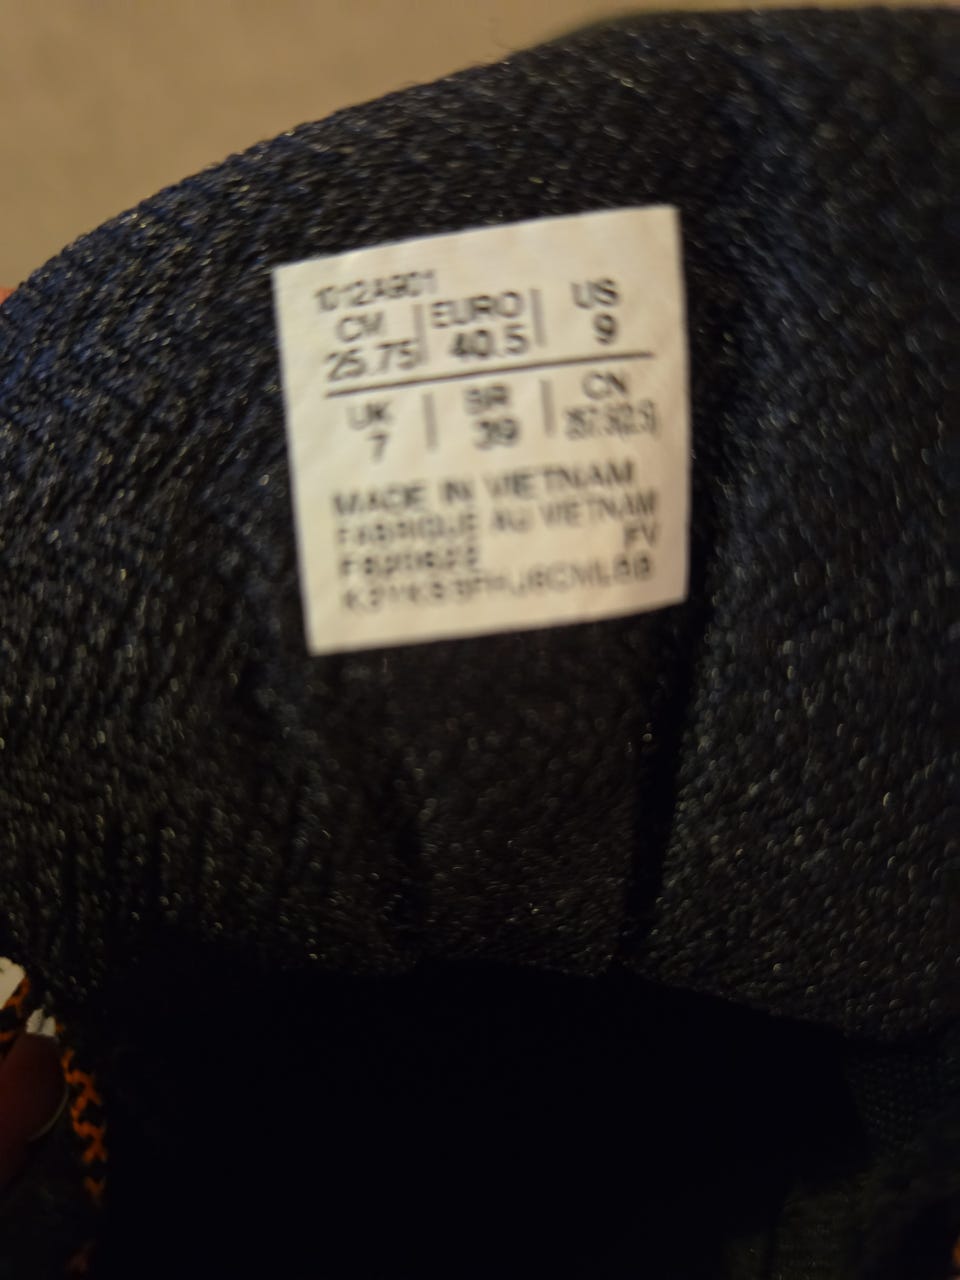 1012A901
CM | EURO | US
25.75 | 40.5 | 9
UK | BR | CN
7 | 39
MADE IN VIETNAM
FABRIQUE AU VIETNAM
FV